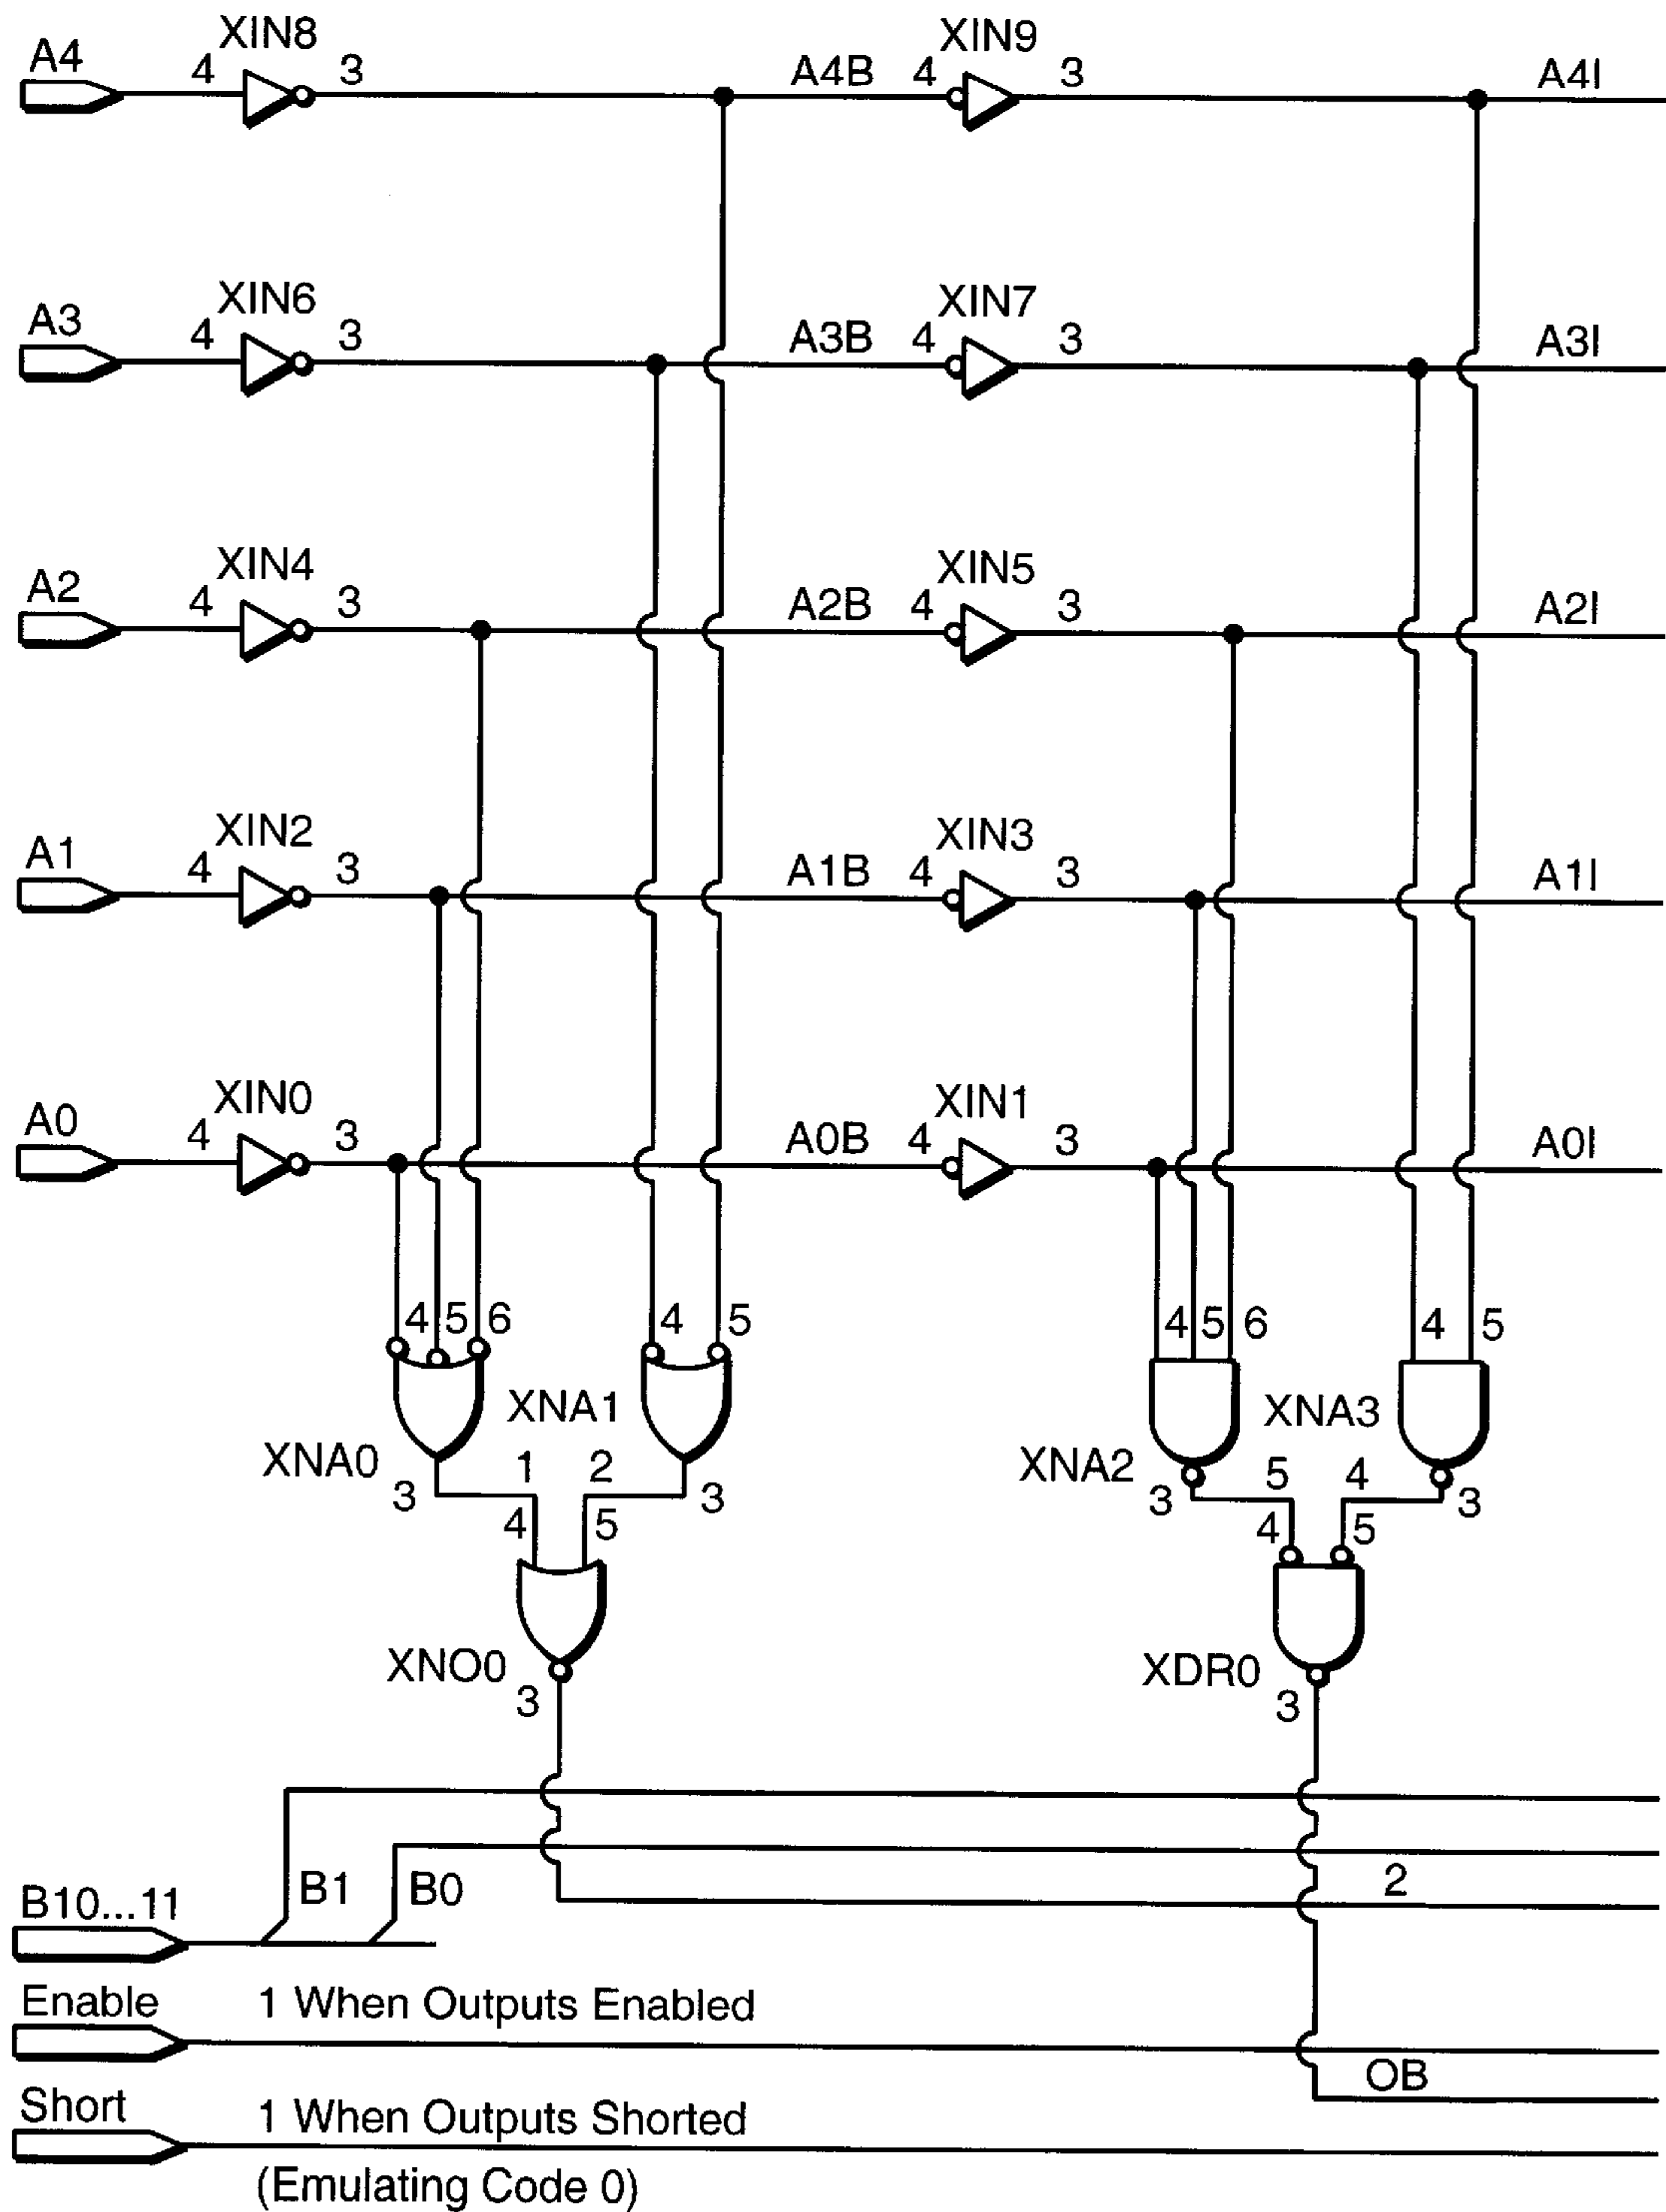 A4 4 XIN8 3 A4B 4 XIN9 3 A4I
A3 4 XIN6 3 A3B 4 XIN7 3 A3I
A2 4 XIN4 3 A2B 4 XIN5 3 A2I
A1 4 XIN2 3 A1B 4 XIN3 3 A1I
A0 4 XIN0 3 A0B 4 XIN1 3 A0I
4 5 6 4 5 4 5 6 4 5
XNA0 XNA1 XNA2 XNA3
3 1 2 3 3 5 4 3
4 5 4 5
XNO0 3 XDR0 3
B10...11 B1 B0 2
Enable 1 When Outputs Enabled
OB
Short 1 When Outputs Shorted
(Emulating Code 0)